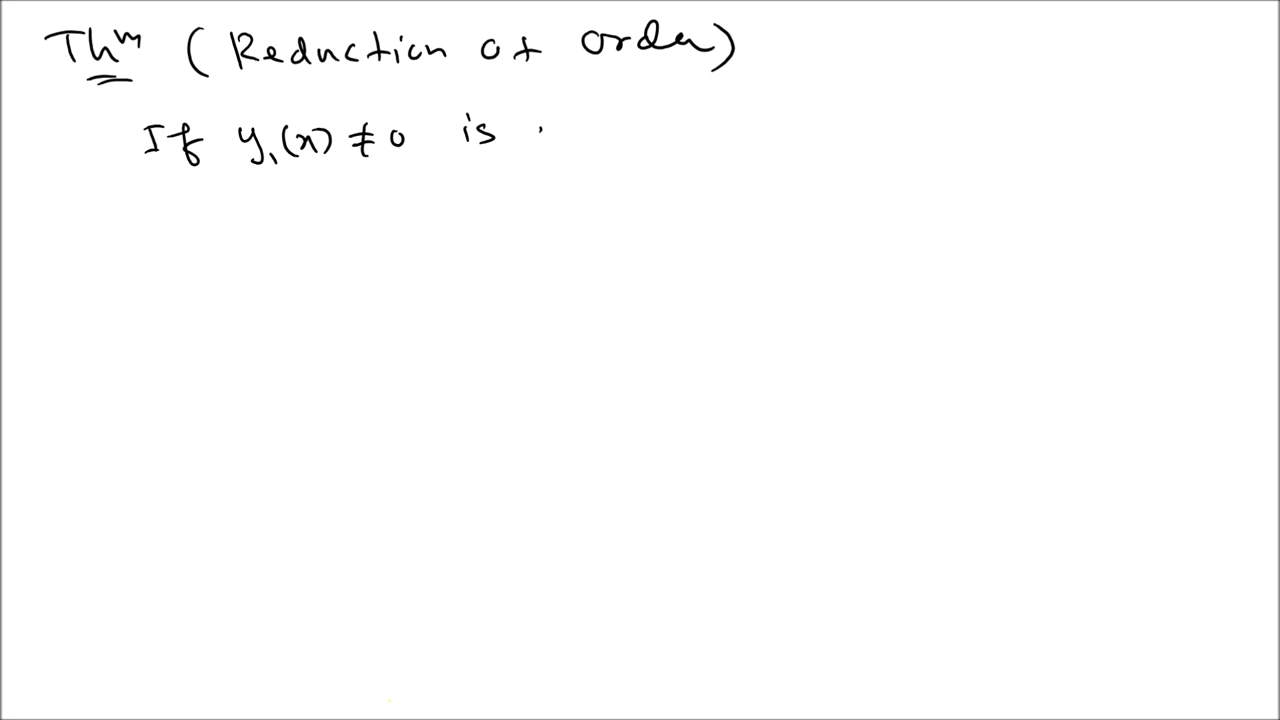 Thᵐ (Reduction of order)
If y₁(x) ≠ 0 is